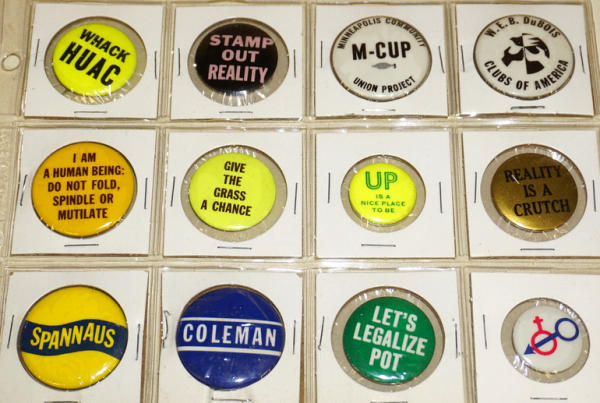 WHACK
HUAC
STAMP
OUT
REALITY
MINNEAPOLIS COMMUNITY
M-CUP
UNION PROJECT
W.E.B. DuBOIS
CLUBS OF AMERICA
I AM
A HUMAN BEING:
DO NOT FOLD,
SPINDLE OR
MUTILATE
GIVE
THE
GRASS
A CHANCE
UP
IS A
NICE PLACE
TO BE
REALITY
IS A
CRUTCH
SPANNAUS
COLEMAN
LET'S
LEGALIZE
POT